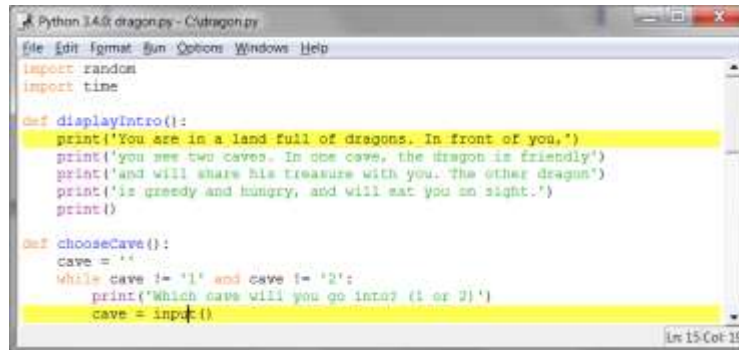 Python 3.4.0: dragon.py - C:\dragon.py
File Edit Format Run Options Windows Help
import random
import time
def displayIntro():
print('You are in a land full of dragons. In front of you,')
print('you see two caves. In one cave, the dragon is friendly')
print('and will share his treasure with you. The other dragon')
print('is greedy and hungry, and will eat you on sight.')
print()
def chooseCave():
cave = ''
while cave != '1' and cave != '2':
print('Which cave will you go into? (1 or 2)')
cave = input()
Ln: 15 Col: 19